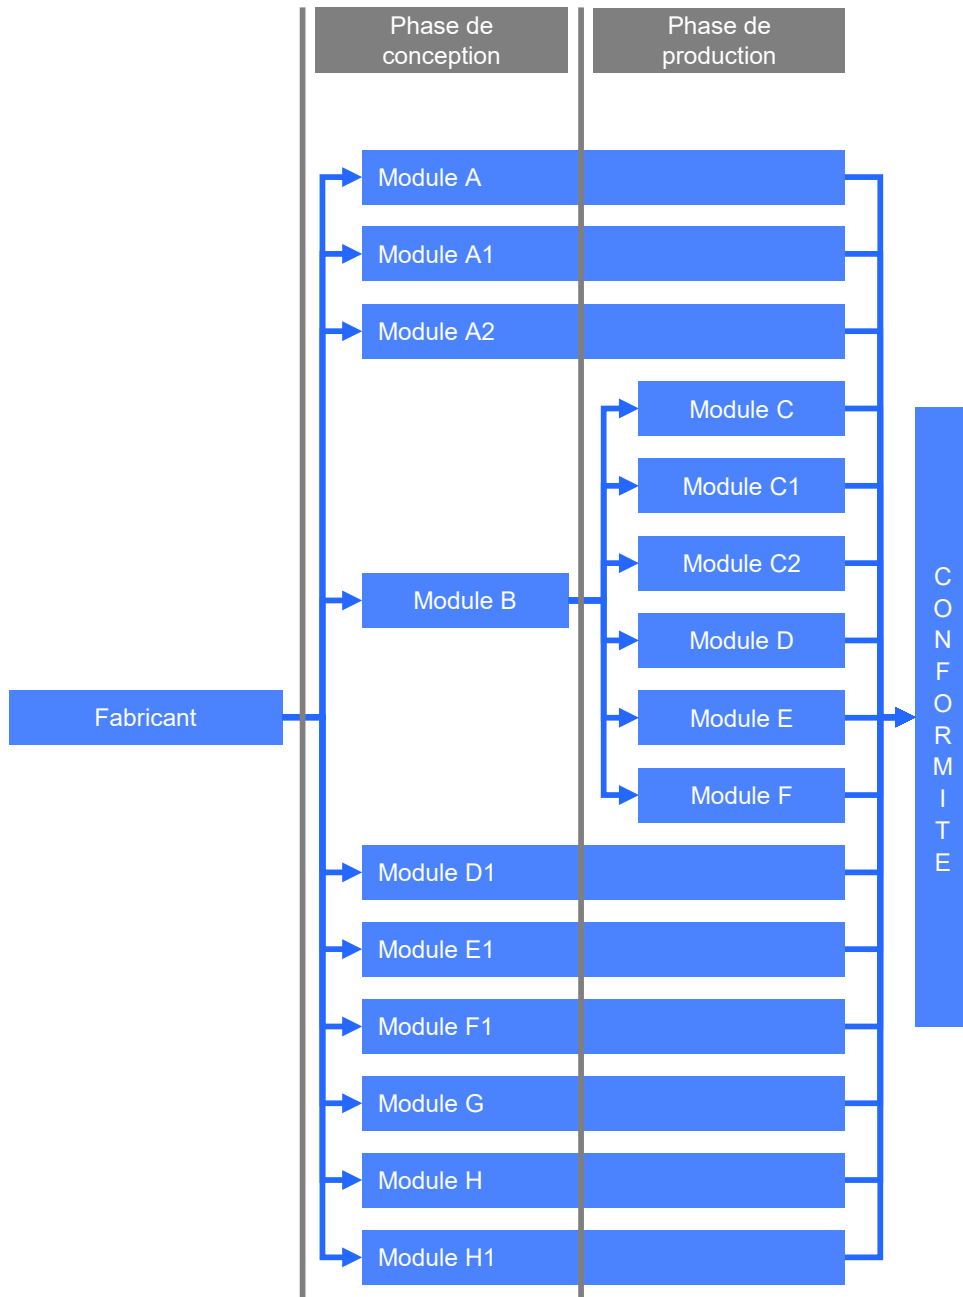 Phase de
conception
Phase de
production
Module A
Module A1
Module A2
Module C
Module C1
Module C2
Module B
Module D
Fabricant
Module E
Module F
Module D1
Module E1
Module F1
Module G
Module H
Module H1
C
O
N
F
O
R
M
I
T
E